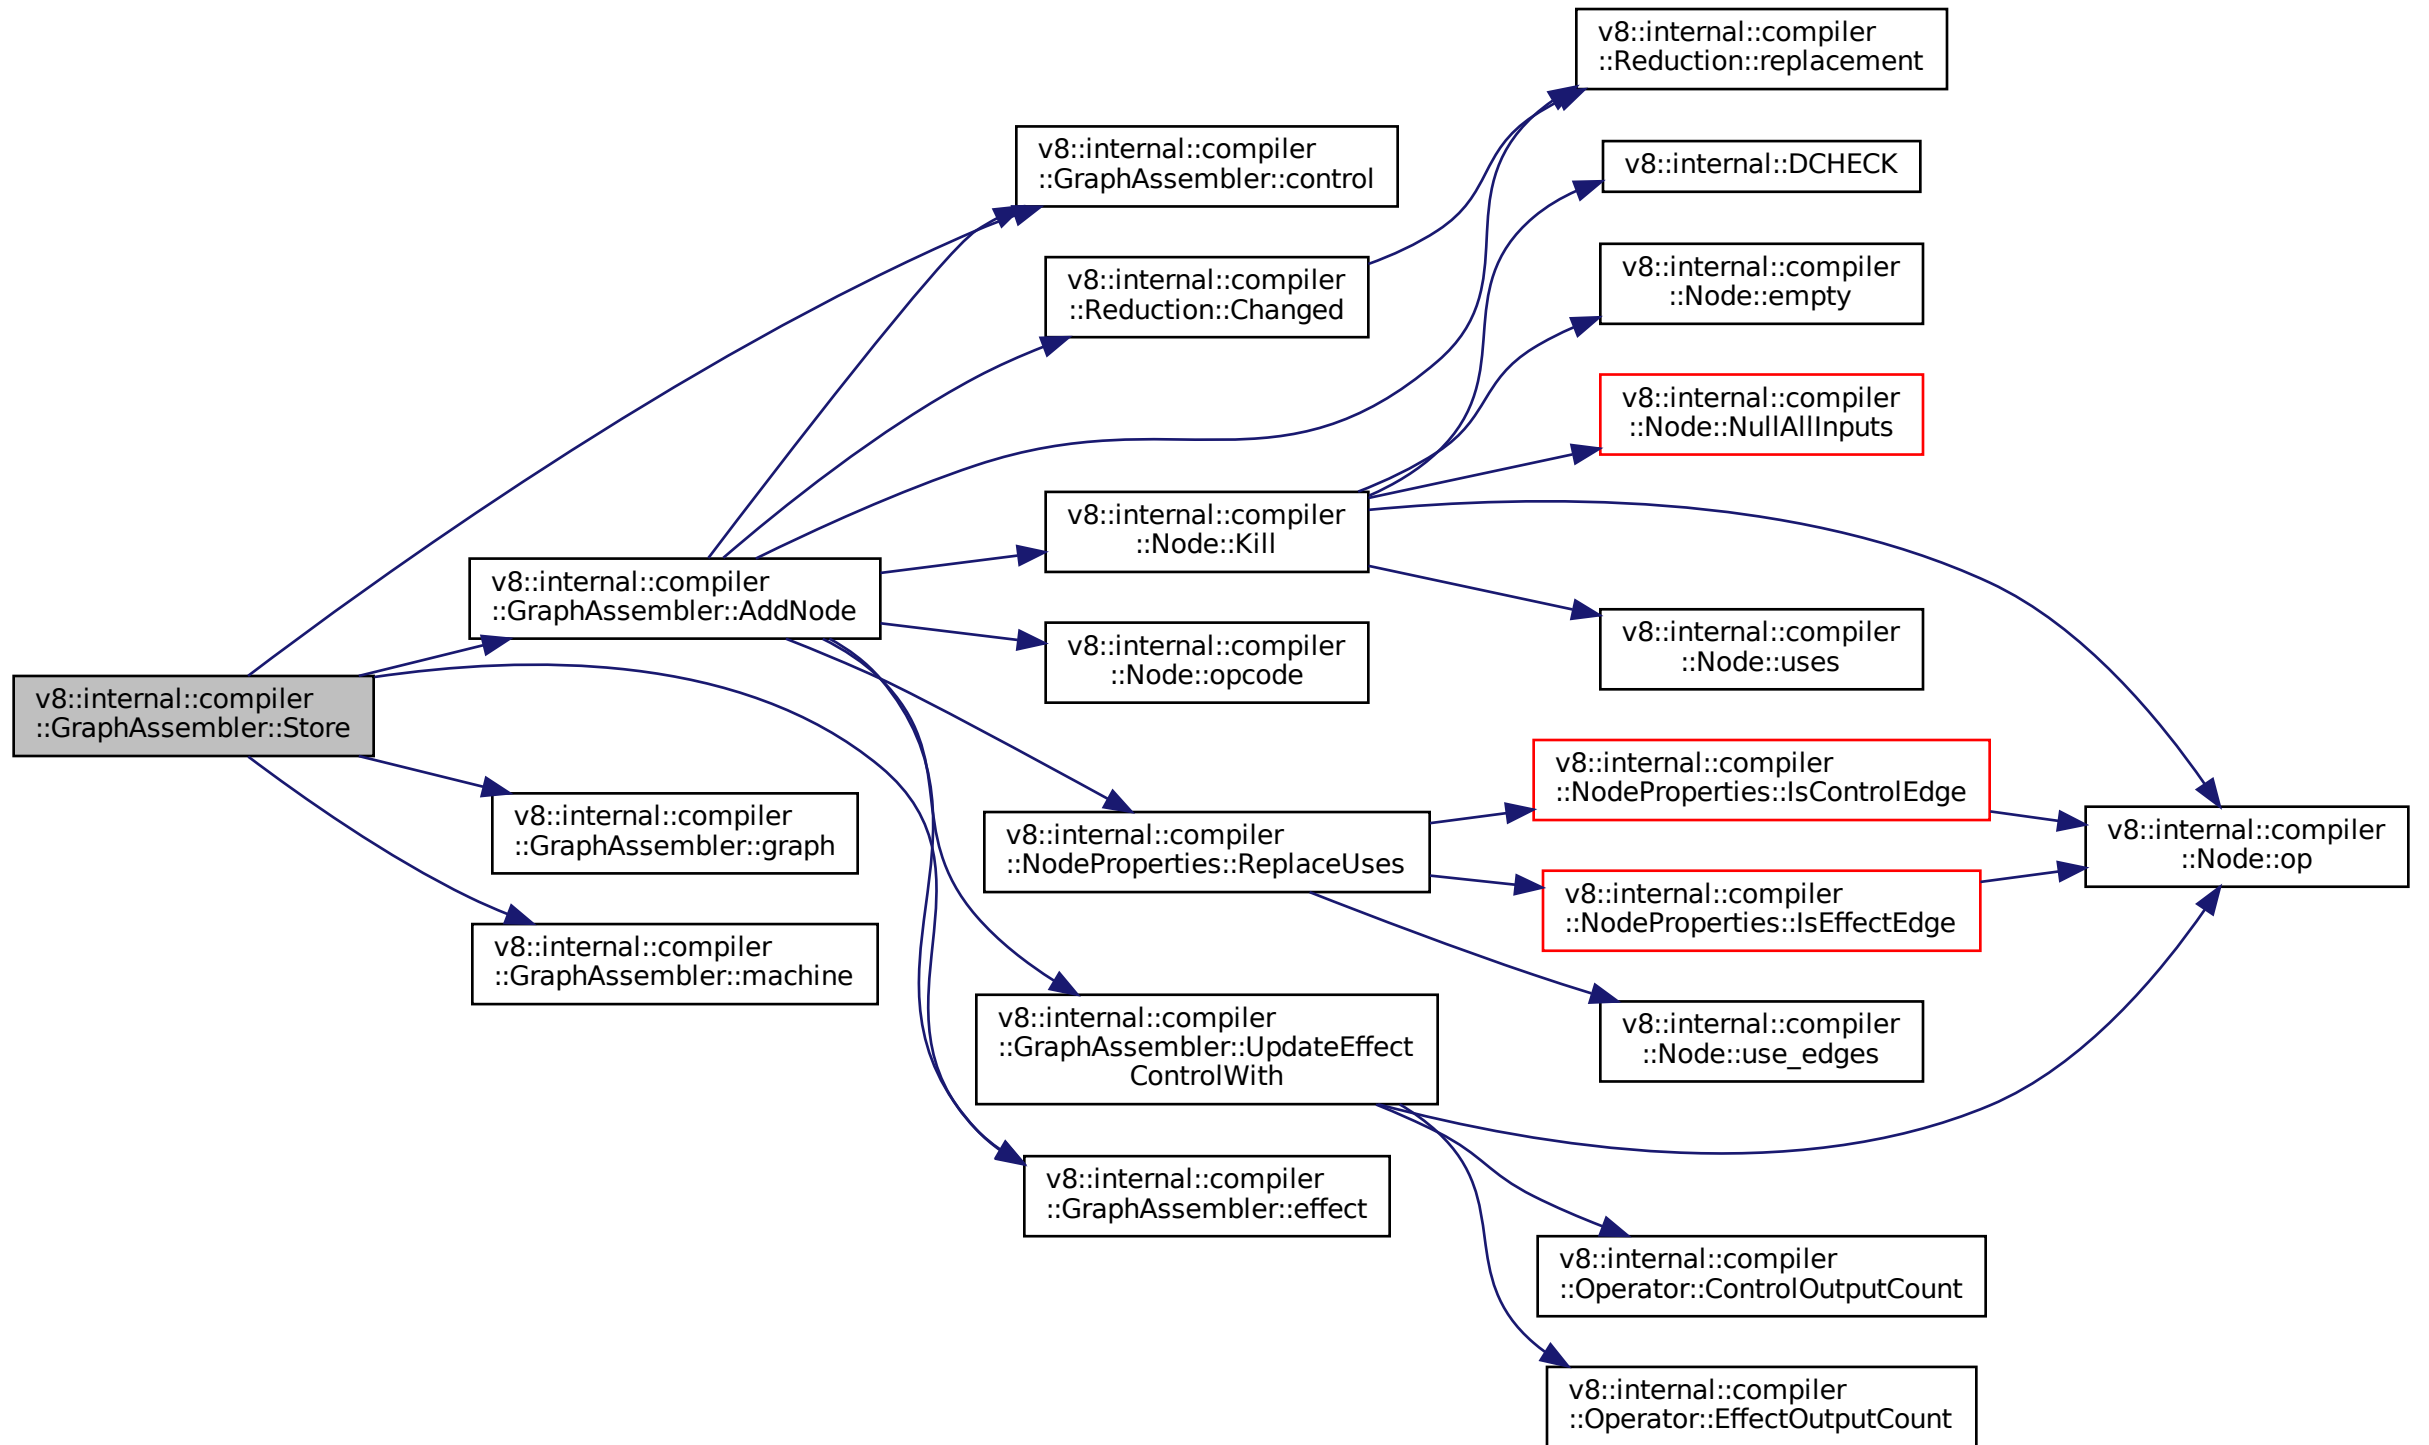 v8::internal::compiler
::GraphAssembler::Store
v8::internal::compiler
::GraphAssembler::AddNode
v8::internal::compiler
::GraphAssembler::graph
v8::internal::compiler
::GraphAssembler::machine
v8::internal::compiler
::GraphAssembler::control
v8::internal::compiler
::Reduction::Changed
v8::internal::compiler
::Node::Kill
v8::internal::compiler
::Node::opcode
v8::internal::compiler
::NodeProperties::ReplaceUses
v8::internal::compiler
::GraphAssembler::UpdateEffect
ControlWith
v8::internal::compiler
::GraphAssembler::effect
v8::internal::compiler
::Reduction::replacement
v8::internal::DCHECK
v8::internal::compiler
::Node::empty
v8::internal::compiler
::Node::NullAllInputs
v8::internal::compiler
::Node::uses
v8::internal::compiler
::NodeProperties::IsControlEdge
v8::internal::compiler
::NodeProperties::IsEffectEdge
v8::internal::compiler
::Node::use_edges
v8::internal::compiler
::Operator::ControlOutputCount
v8::internal::compiler
::Operator::EffectOutputCount
v8::internal::compiler
::Node::op